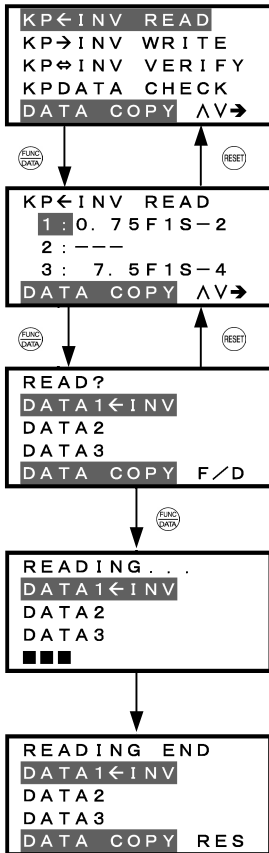 KP←INV READ
KP→INV WRITE
KP⇔INV VERIFY
KPDATA CHECK
DATA COPY ∧∨→
FUNC
DATA
RESET
KP←INV READ
1:0.75F1S-2
2:---
3: 7.5F1S-4
DATA COPY ∧∨→
FUNC
DATA
RESET
READ?
DATA1←INV
DATA2
DATA3
DATA COPY F/D
FUNC
DATA
READING...
DATA1←INV
DATA2
DATA3
■■■
READING END
DATA1←INV
DATA2
DATA3
DATA COPY RES